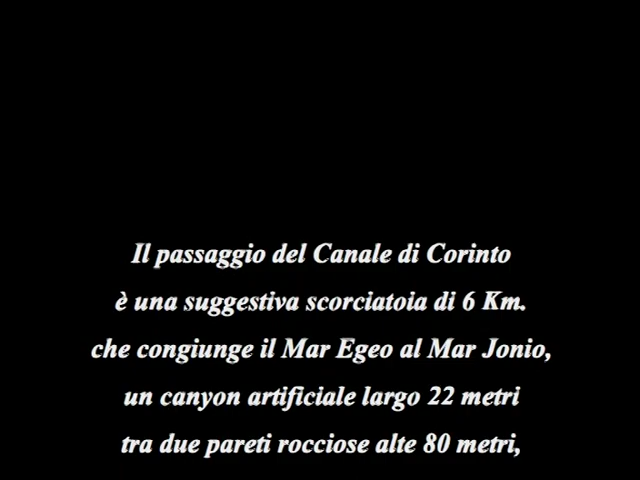 Il passaggio del Canale di Corinto
è una suggestiva scorciatoia di 6 Km.
che congiunge il Mar Egeo al Mar Jonio,
un canyon artificiale largo 22 metri
tra due pareti rocciose alte 80 metri,